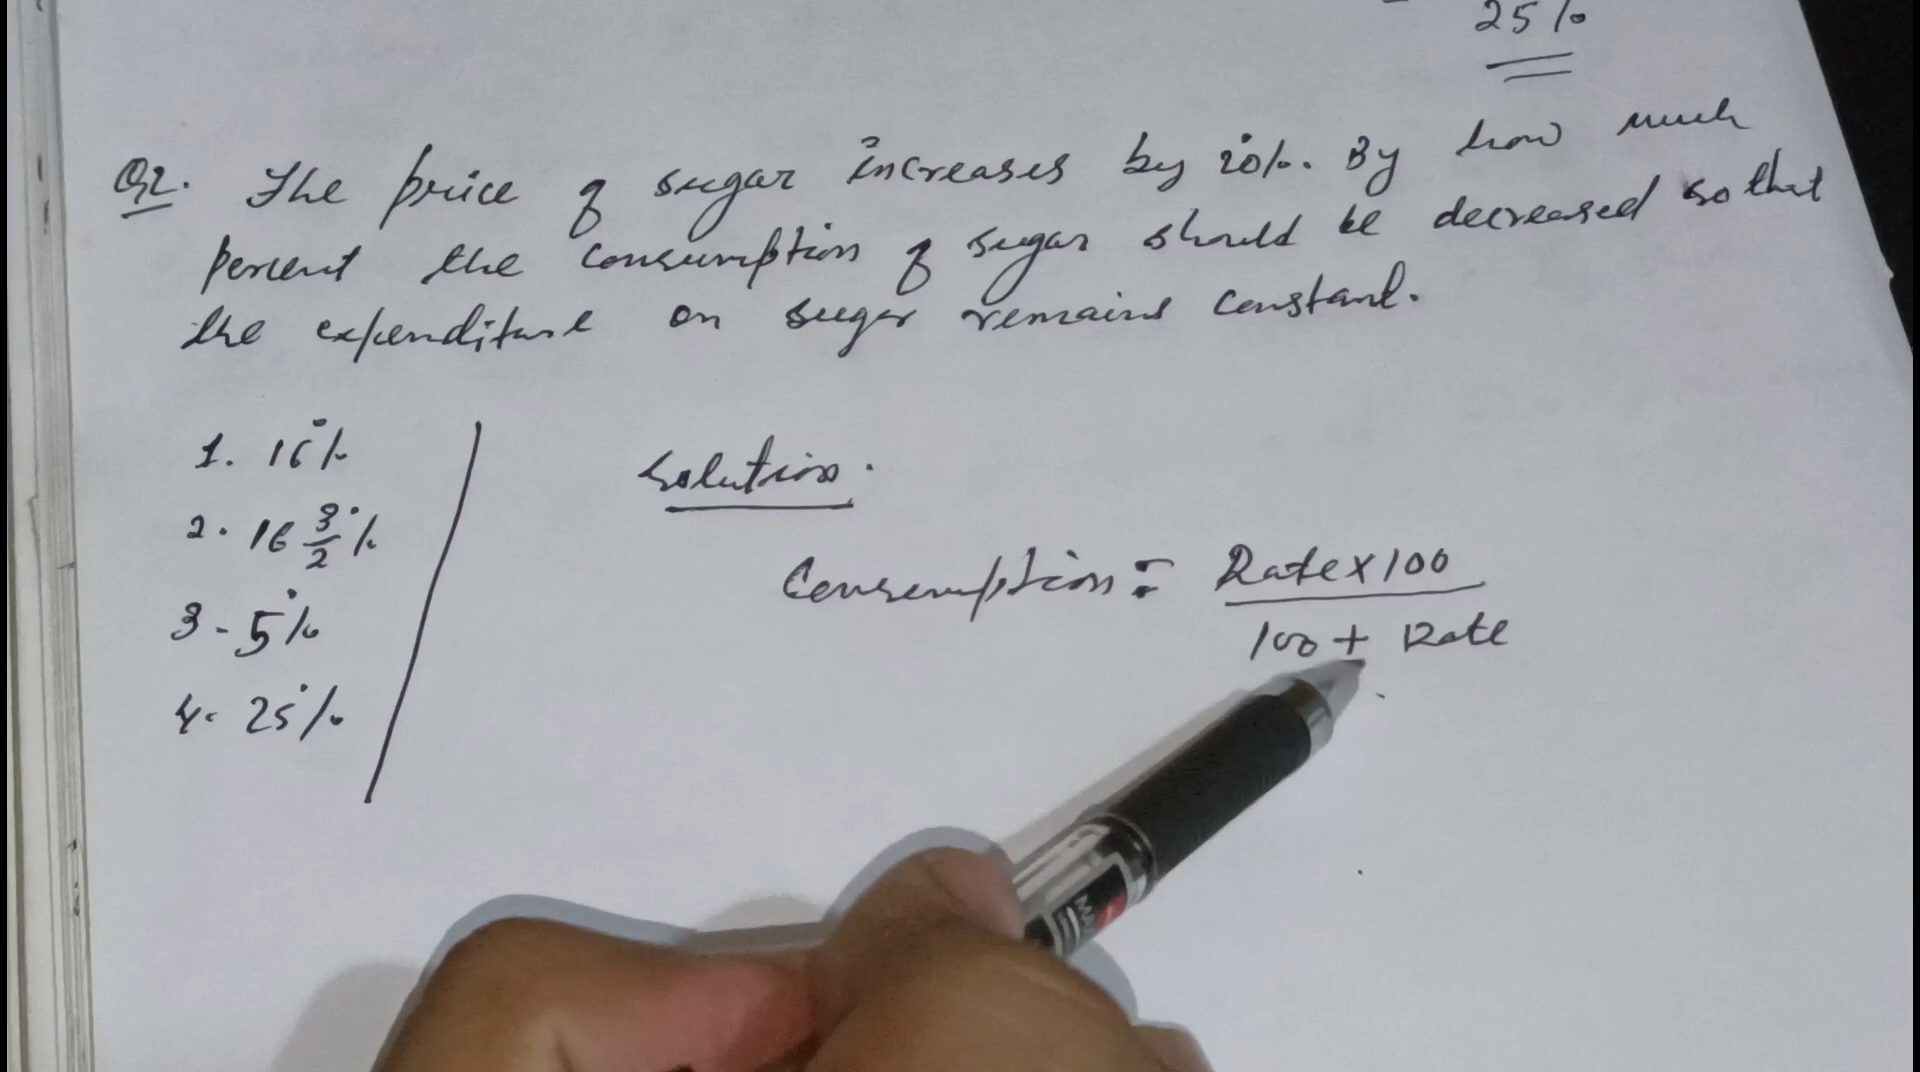 25%
Q2. The price of sugar increases by 20%. By how much
percent the consumption of sugar should be decreased so that
the expenditure on sugar remains constant.
1. 16%
2. 16 3/2 %
3 - 5%
4. 25%
Solution.
Consumption = Rate x 100
100 + Rate